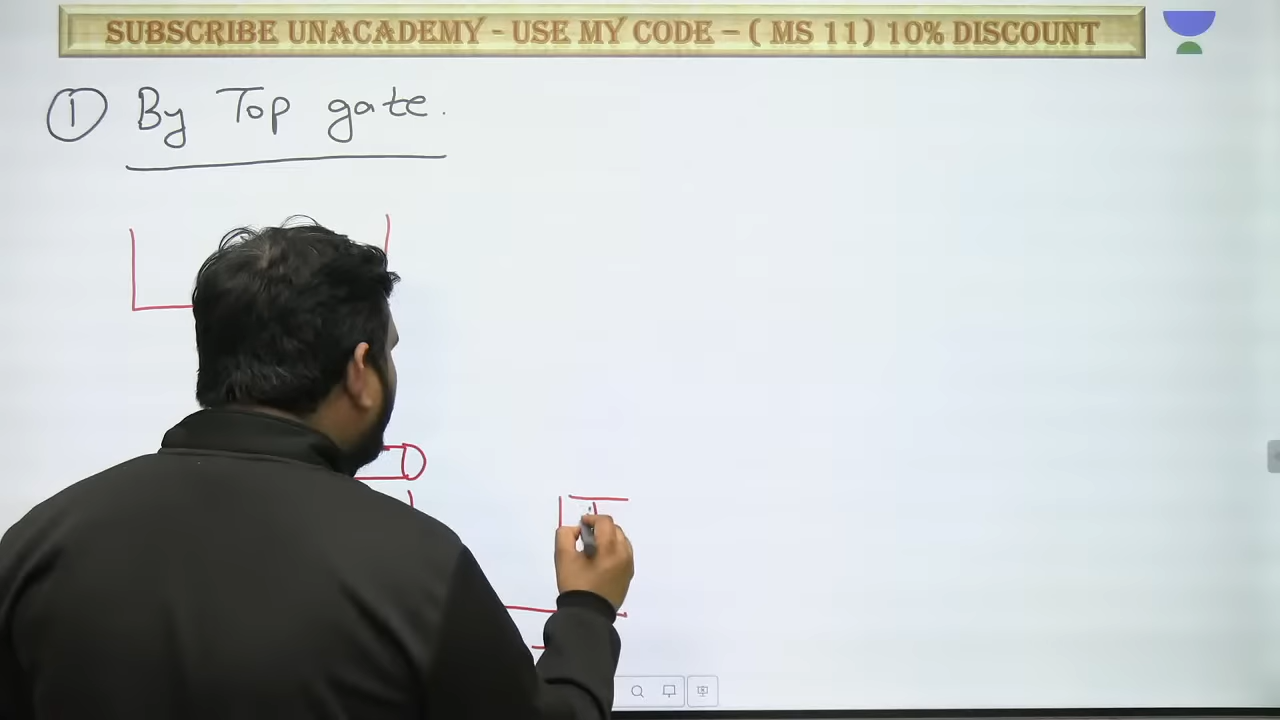 SUBSCRIBE UNACADEMY - USE MY CODE – ( MS 11) 10% DISCOUNT
① By Top gate.